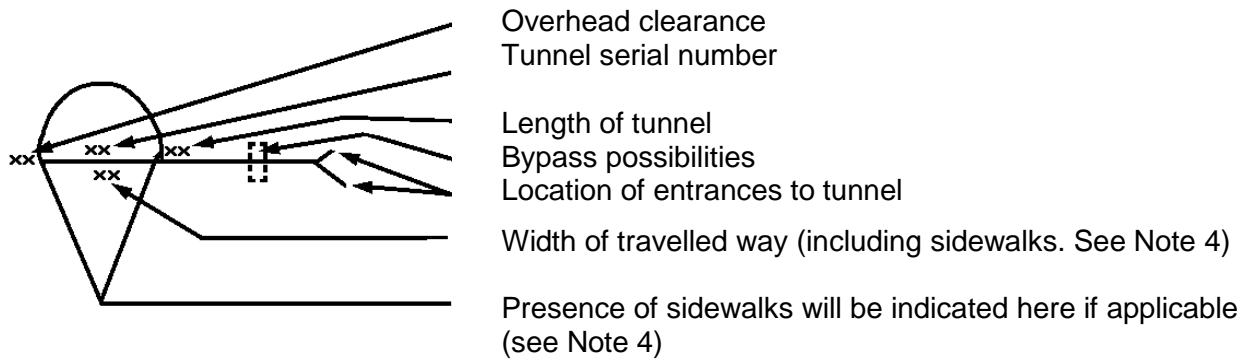 Overhead clearance
Tunnel serial number
Length of tunnel
Bypass possibilities
Location of entrances to tunnel
Width of travelled way (including sidewalks. See Note 4)
Presence of sidewalks will be indicated here if applicable
(see Note 4)
xx
xx
xx
xx